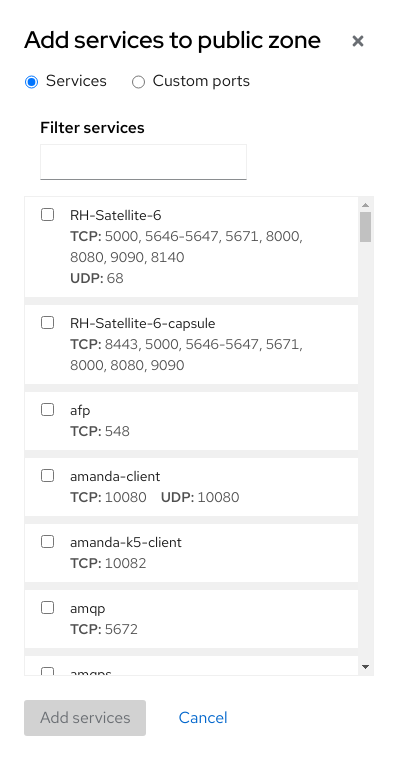 Add services to public zone
Services
Custom ports
Filter services
RH-Satellite-6
TCP: 5000, 5646-5647, 5671, 8000,
8080, 9090, 8140
UDP: 68
RH-Satellite-6-capsule
TCP: 8443, 5000, 5646-5647, 5671,
8000, 8080, 9090
afp
TCP: 548
amanda-client
TCP: 10080 UDP: 10080
amanda-k5-client
TCP: 10082
amqp
TCP: 5672
amqps
Add services
Cancel